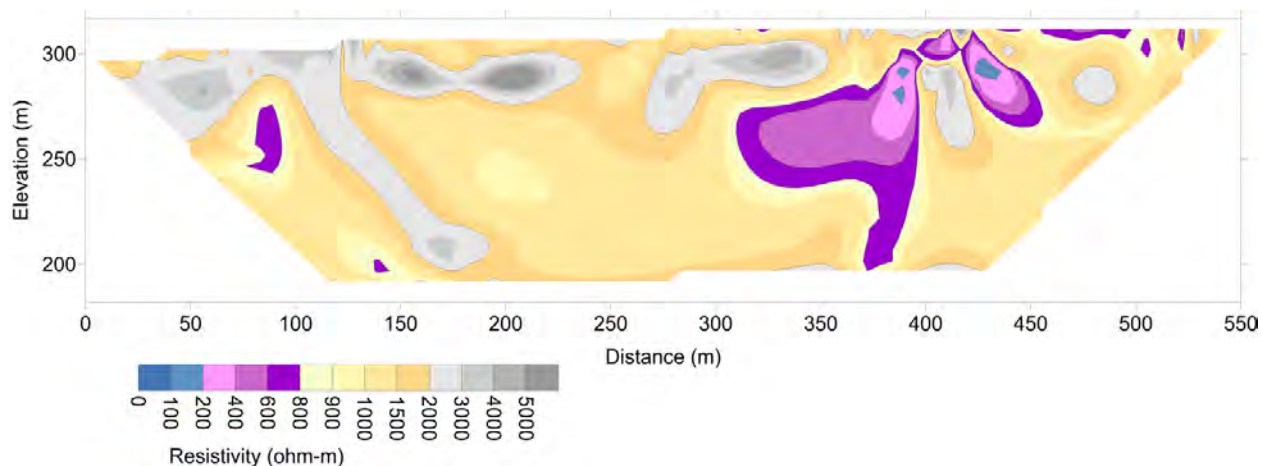 300
250
200
Elevation (m)
0 50 100 150 200 250 300 350 400 450 500 550
Distance (m)
0 100 200 400 600 800 900 1000 1500 2000 3000 4000 5000
Resistivity (ohm-m)